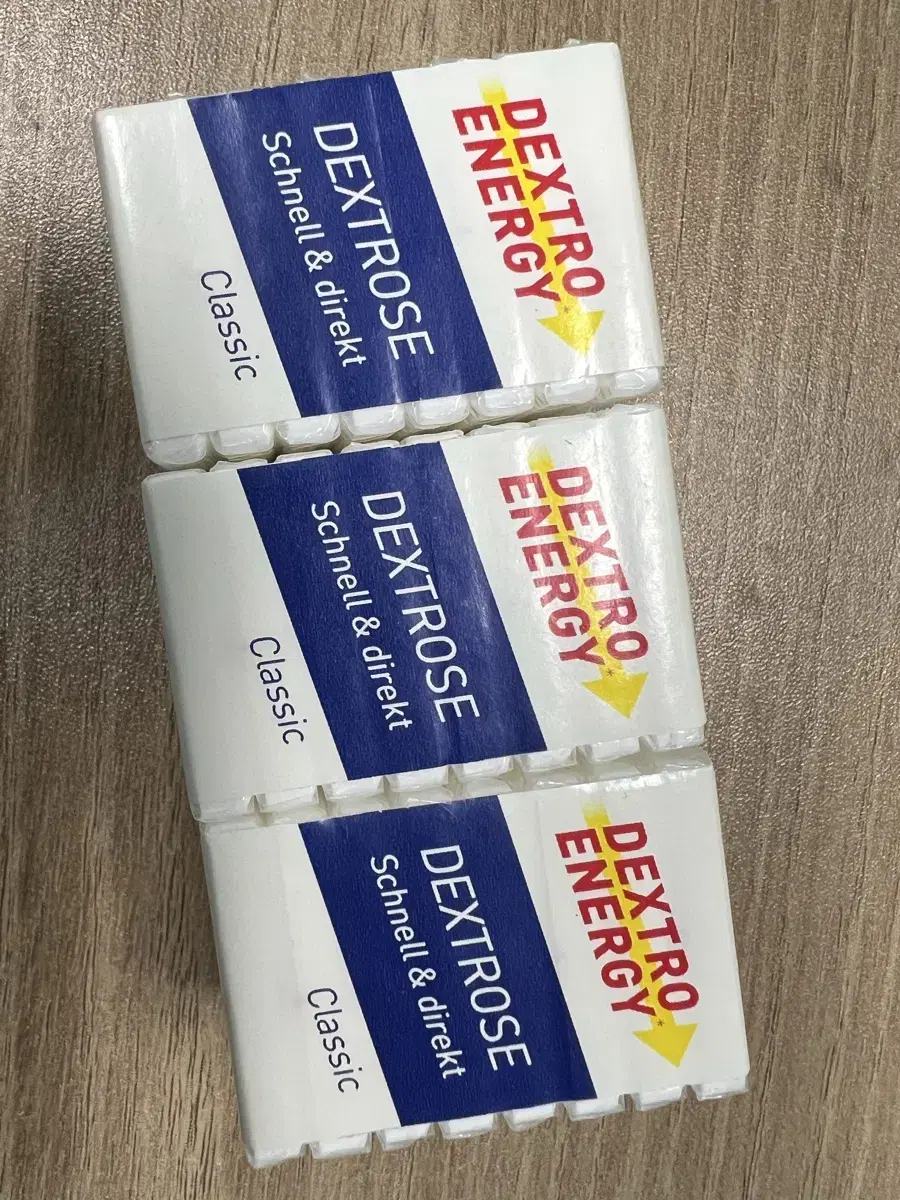 DEXTRO
ENERGY*
DEXTROSE
Schnell & direkt
Classic
DEXTRO
ENERGY*
DEXTROSE
Schnell & direkt
Classic
DEXTRO
ENERGY*
DEXTROSE
Schnell & direkt
Classic